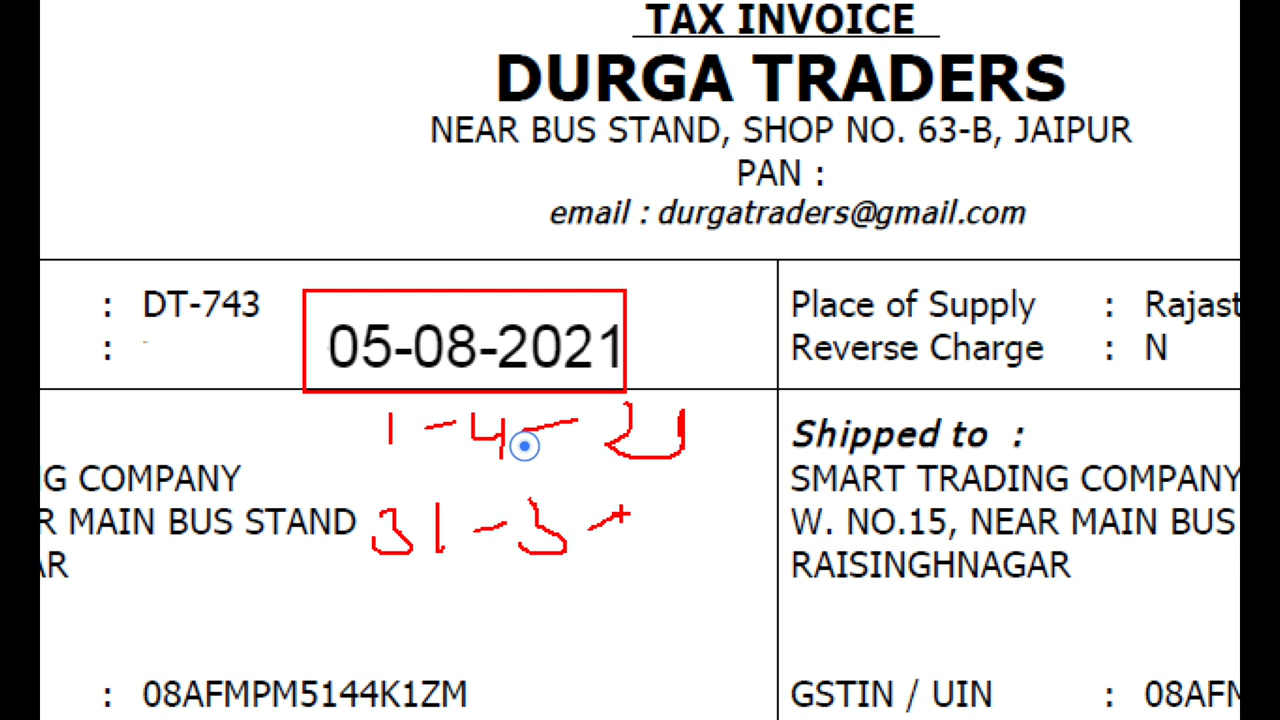 TAX INVOICE
DURGA TRADERS
NEAR BUS STAND, SHOP NO. 63-B, JAIPUR
PAN :
email : durgatraders@gmail.com
: DT-743
:
05-08-2021
Place of Supply : Rajast
Reverse Charge : N
1-4-21
31-3-
G COMPANY
R MAIN BUS STAND
AR
Shipped to :
SMART TRADING COMPANY
W. NO.15, NEAR MAIN BUS
RAISINGHNAGAR
: 08AFMPM5144K1ZM
GSTIN / UIN : 08AFM